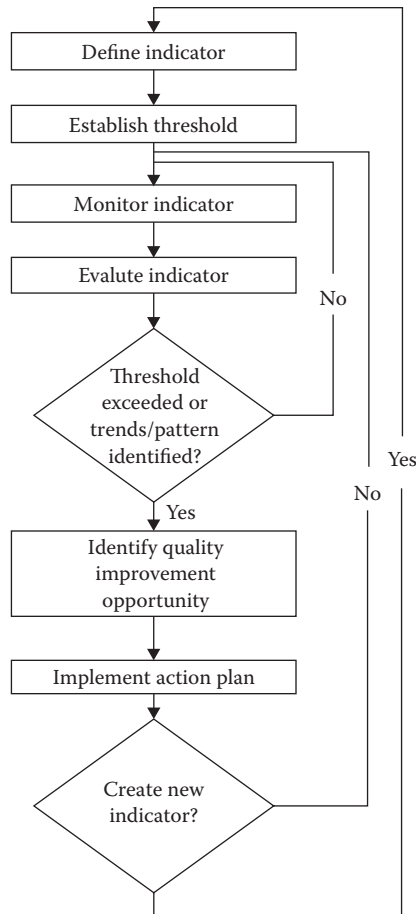 Define indicator
Establish threshold
Monitor indicator
Evalute indicator
No
Threshold
exceeded or
trends/pattern
identified?
Yes
No
Yes
Identify quality
improvement
opportunity
Implement action plan
Create new
indicator?